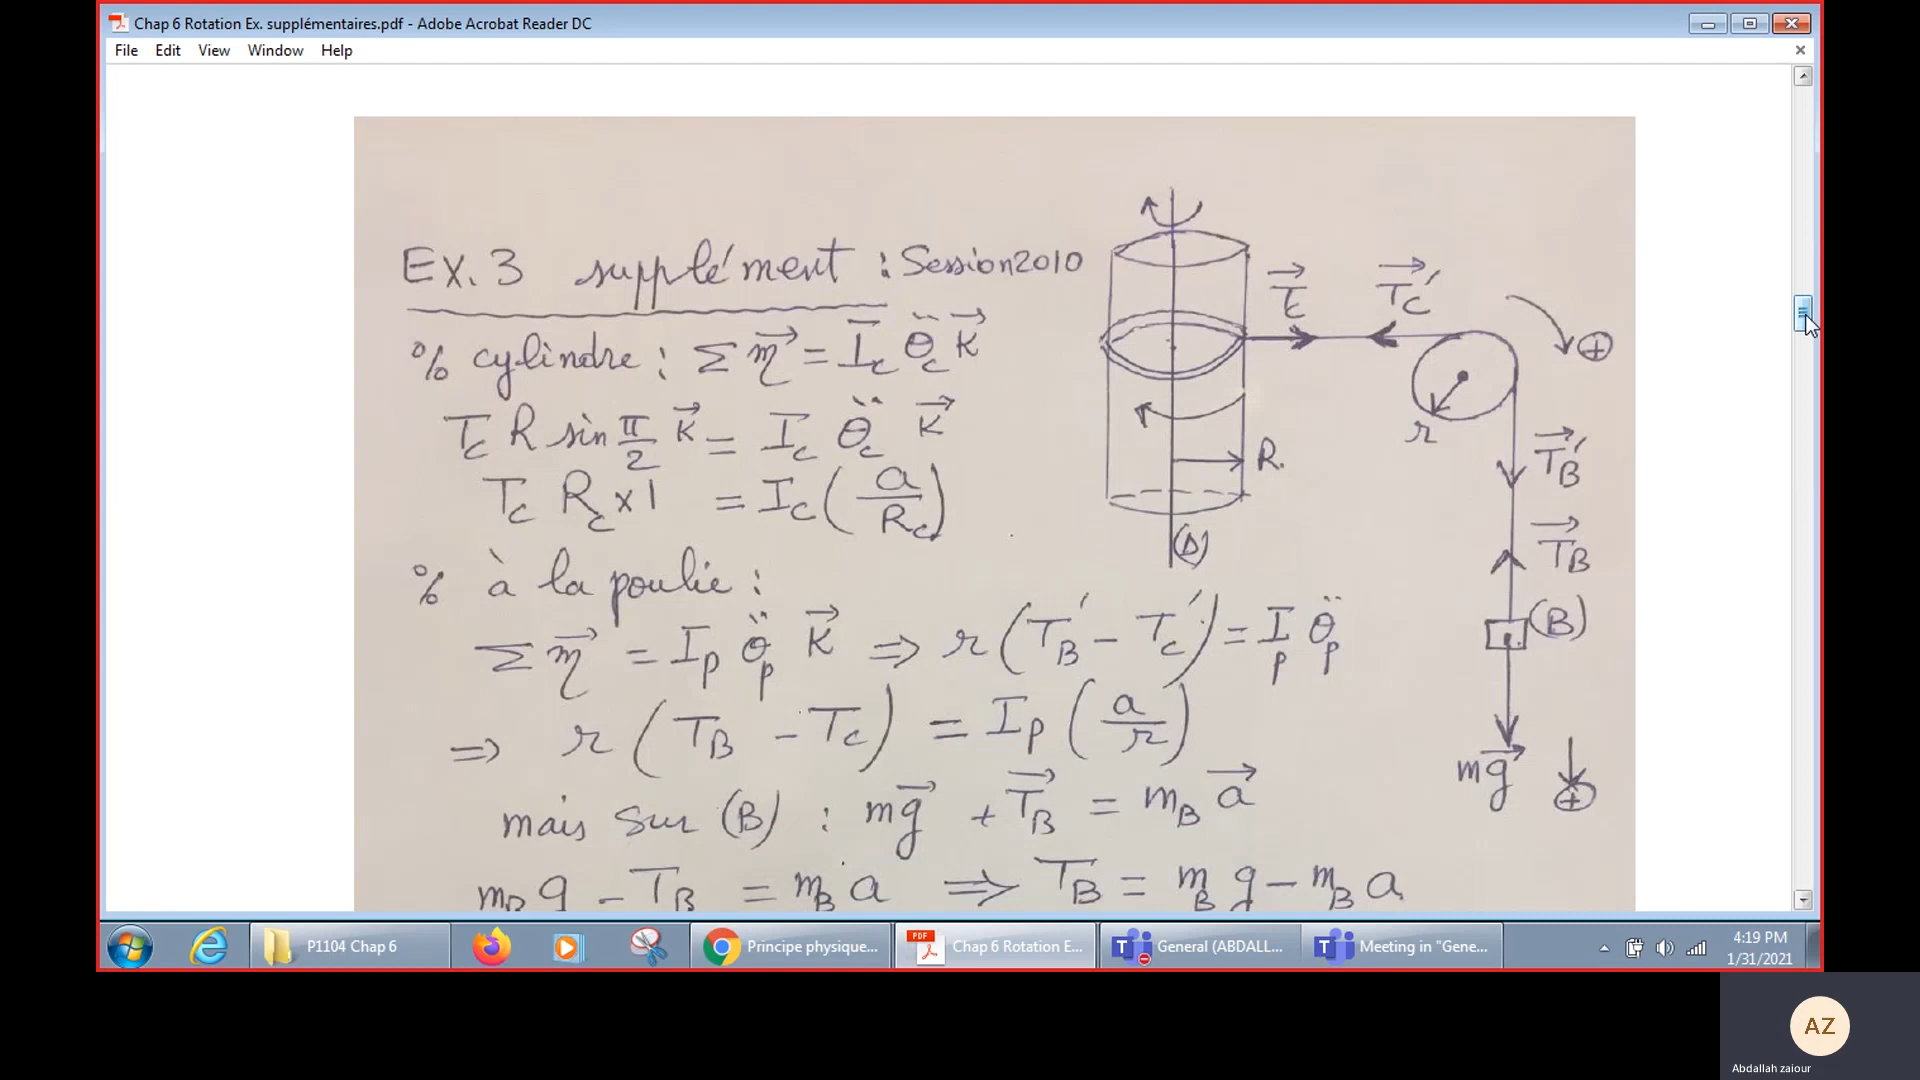 Chap 6 Rotation Ex. supplémentaires.pdf - Adobe Acrobat Reader DC
File Edit View Window Help
Ex.3 supplément : Session2010
% cylindre : Σ m⃗ = I_c θ̈_c k⃗
T_c R sin π/2 k⃗ = I_c θ̈_c k⃗
T_c R_c x 1 = I_c (a/R_c)
% à la poulie :
Σ m⃗ = I_p θ̈_p k⃗ ⇒ r(T_B' - T_c') = I_p θ̈_p
⇒ r(T_B - T_c) = I_p (a/r)
mais sur (B) : mg⃗ + T⃗_B = m_B a⃗
m_B g - T_B = m_B a ⇒ T_B = m_B g - m_B a
T⃗_c'
⊕
r
R.
(Δ)
T⃗_B'
T⃗_B
(B)
mg⃗
⊕
P1104 Chap 6
Principe physique...
PDF
Chap 6 Rotation E...
General (ABDALL...
Meeting in "Gene...
4:19 PM
1/31/2021
AZ
Abdallah zaiour